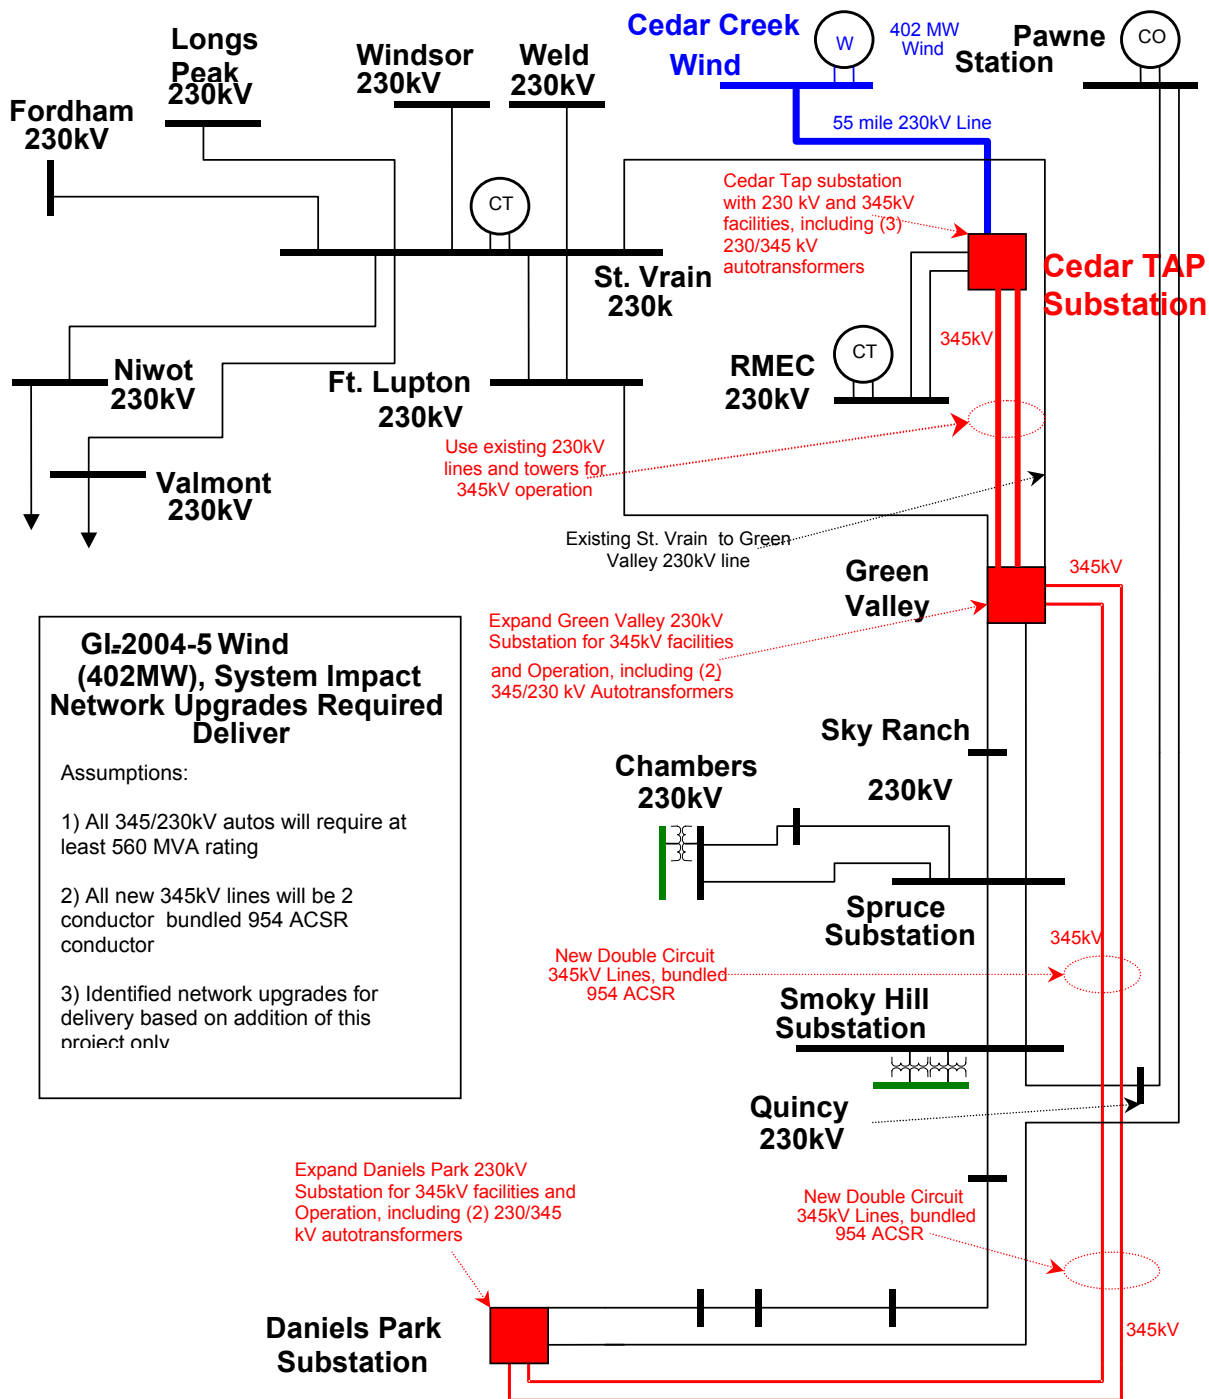 Longs
Peak
230kV
Windsor
230kV
Weld
230kV
Cedar Creek
Wind
W
402 MW
Wind
Pawne
Station
CO
Fordham
230kV
55 mile 230kV Line
CT
Cedar Tap substation
with 230 kV and 345kV
facilities, including (3)
230/345 kV
autotransformers
St. Vrain
230k
Cedar TAP
Substation
345kV
CT
RMEC
230kV
Niwot
230kV
Ft. Lupton
230kV
Use existing 230kV
lines and towers for
345kV operation
Valmont
230kV
Existing St. Vrain to Green
Valley 230kV line
Green
Valley
345kV
Expand Green Valley 230kV
Substation for 345kV facilities
and Operation, including (2)
345/230 kV Autotransformers
GI-2004-5 Wind
(402MW), System Impact
Network Upgrades Required
Deliver
Assumptions:
1) All 345/230kV autos will require at
least 560 MVA rating
2) All new 345kV lines will be 2
conductor bundled 954 ACSR
conductor
3) Identified network upgrades for
delivery based on addition of this
project only
Sky Ranch
230kV
Chambers
230kV
Spruce
Substation
345kV
New Double Circuit
345kV Lines, bundled
954 ACSR
Smoky Hill
Substation
Quincy
230kV
Expand Daniels Park 230kV
Substation for 345kV facilities and
Operation, including (2) 230/345
kV autotransformers
New Double Circuit
345kV Lines, bundled
954 ACSR
Daniels Park
Substation
345kV